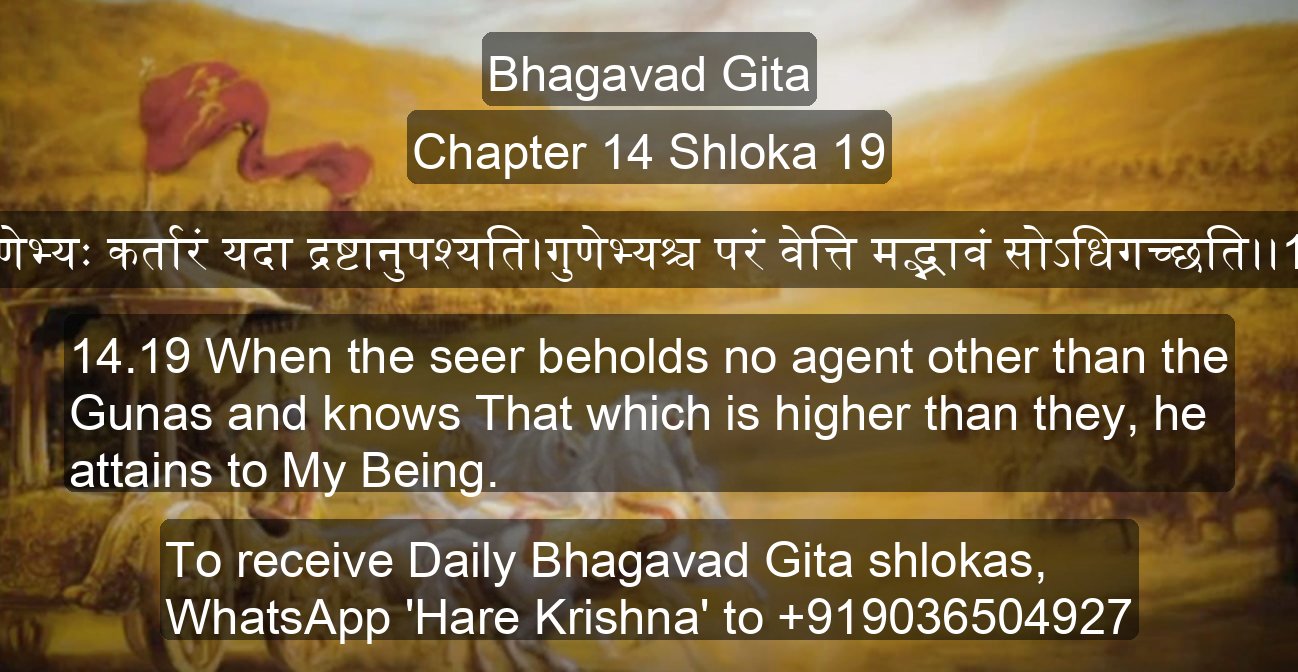 Bhagavad Gita
Chapter 14 Shloka 19
कर्तारं यदा द्रष्टानुपश्यति।गुणेभ्यश्च परं वेत्ति मद्भावं सोऽधिगच्छति।।
14.19 When the seer beholds no agent other than the
Gunas and knows That which is higher than they, he
attains to My Being.
To receive Daily Bhagavad Gita shlokas,
WhatsApp 'Hare Krishna' to +919036504927